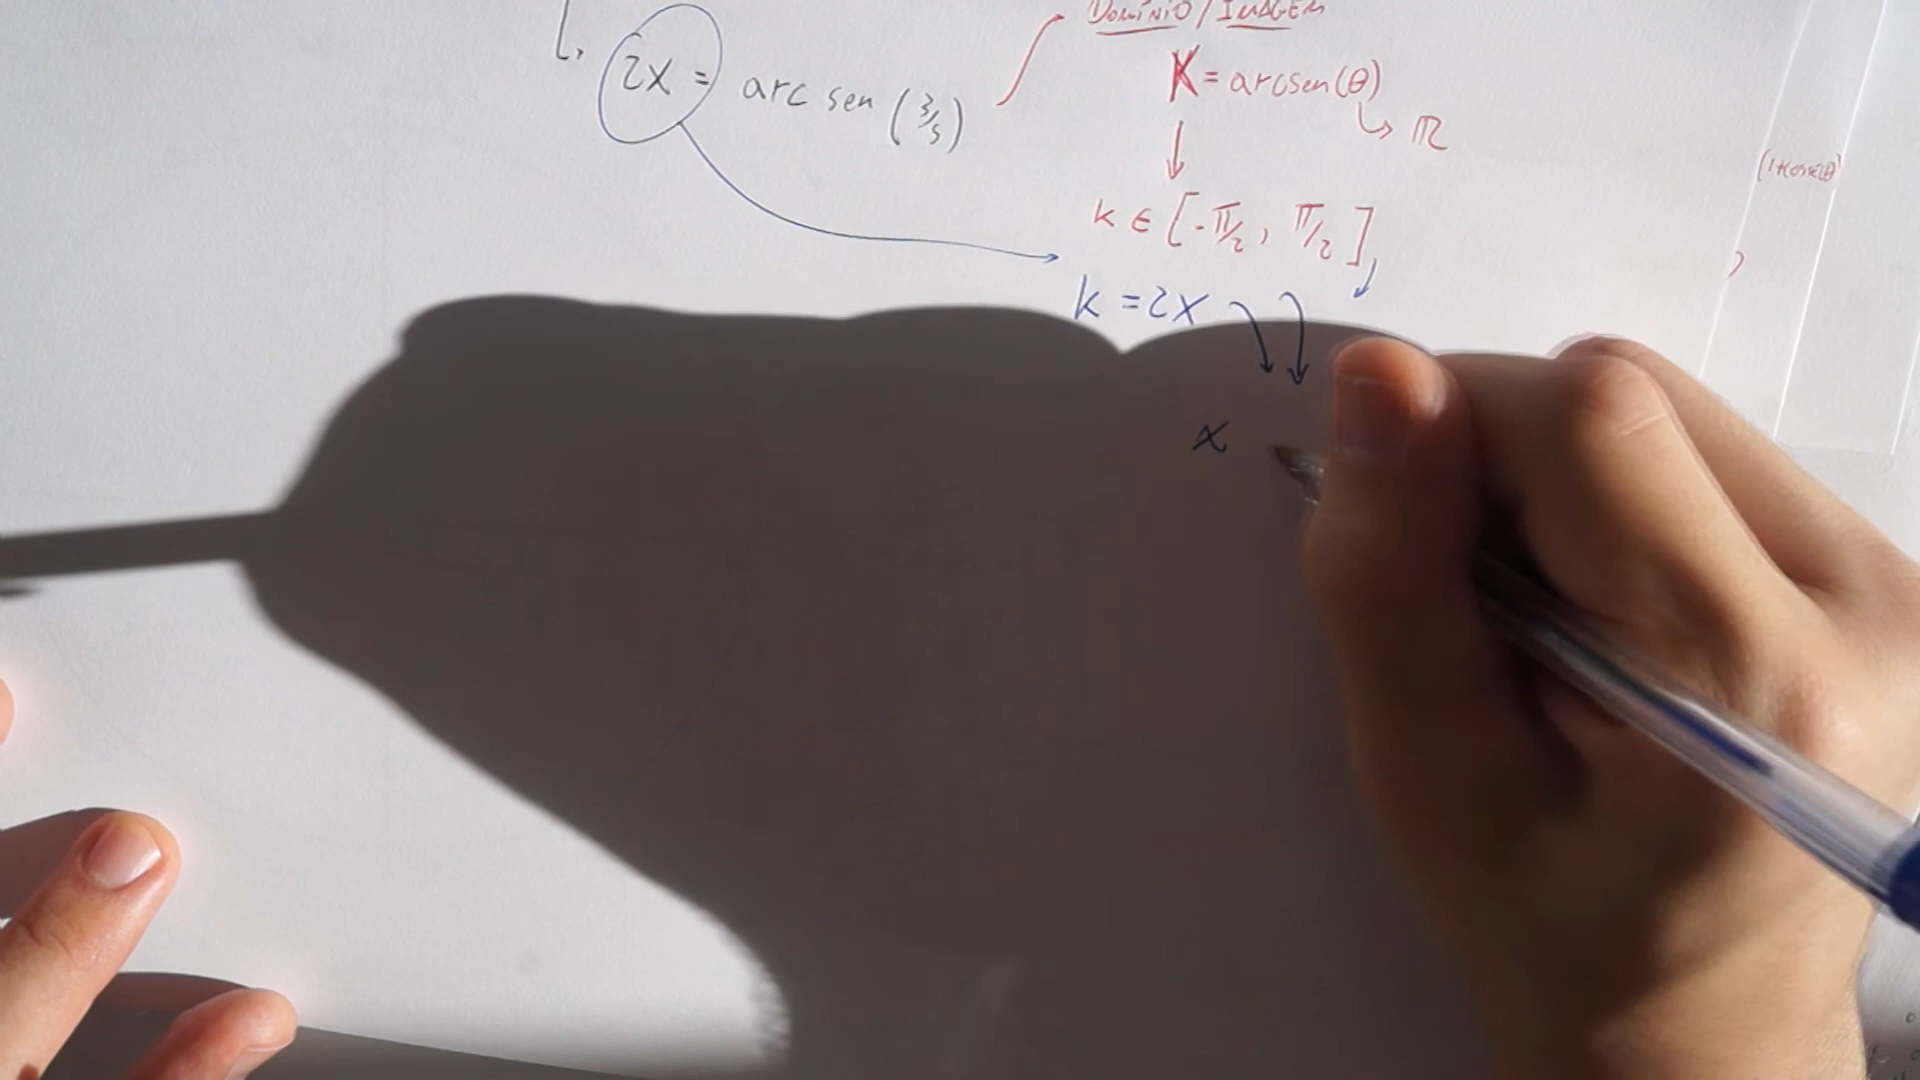 DOMÍNIO / IMAGEM
2x = arc sen (3/5)
K = arcsen(θ)
↳ ℝ
k ∈ [-π/2, π/2]
k = 2x
x